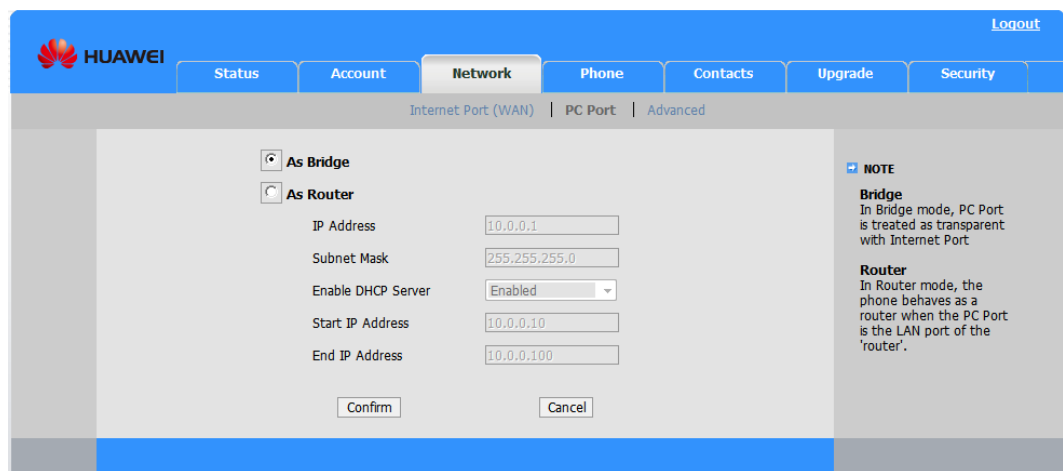 Logout
HUAWEI
Status Account Network Phone Contacts Upgrade Security
Internet Port (WAN) | PC Port | Advanced
As Bridge
As Router
IP Address 10.0.0.1
Subnet Mask 255.255.255.0
Enable DHCP Server Enabled
Start IP Address 10.0.0.10
End IP Address 10.0.0.100
Confirm Cancel
NOTE
Bridge
In Bridge mode, PC Port
is treated as transparent
with Internet Port
Router
In Router mode, the
phone behaves as a
router when the PC Port
is the LAN port of the
'router'.